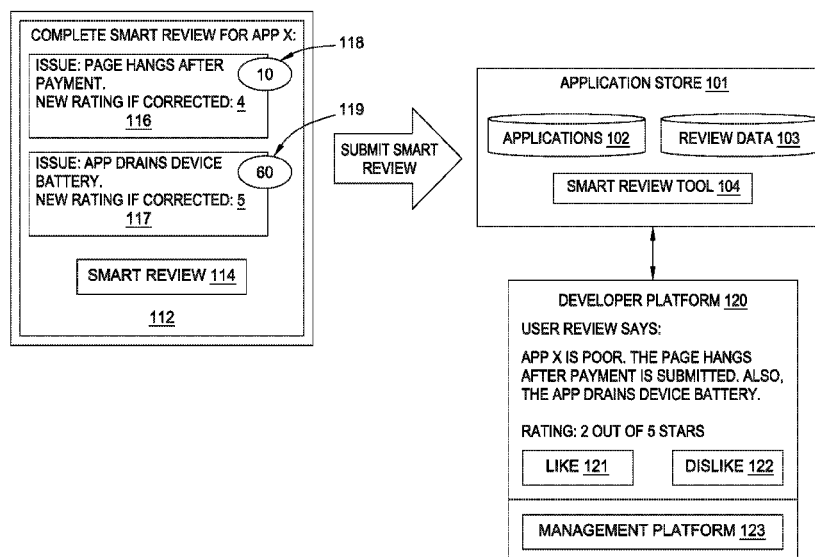 COMPLETE SMART REVIEW FOR APP X:
118
ISSUE: PAGE HANGS AFTER
PAYMENT.
NEW RATING IF CORRECTED: 4
116
10
119
ISSUE: APP DRAINS DEVICE
BATTERY.
NEW RATING IF CORRECTED: 5
117
60
SMART REVIEW 114
112
SUBMIT SMART
REVIEW
APPLICATION STORE 101
APPLICATIONS 102
REVIEW DATA 103
SMART REVIEW TOOL 104
DEVELOPER PLATFORM 120
USER REVIEW SAYS:
APP X IS POOR. THE PAGE HANGS
AFTER PAYMENT IS SUBMITTED. ALSO,
THE APP DRAINS DEVICE BATTERY.
RATING: 2 OUT OF 5 STARS
LIKE 121
DISLIKE 122
MANAGEMENT PLATFORM 123